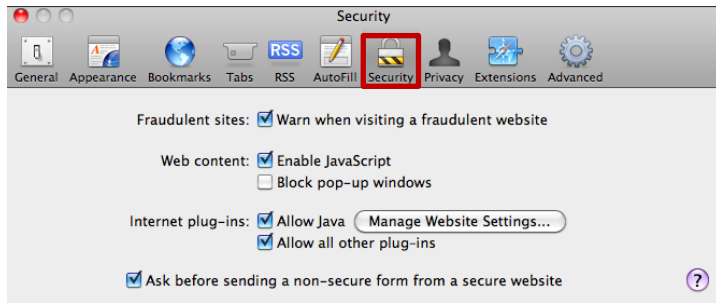 Security
RSS
General Appearance Bookmarks Tabs RSS AutoFill Security Privacy Extensions Advanced
Fraudulent sites: Warn when visiting a fraudulent website
Web content: Enable JavaScript
Block pop-up windows
Internet plug-ins: Allow Java Manage Website Settings...
Allow all other plug-ins
Ask before sending a non-secure form from a secure website ?